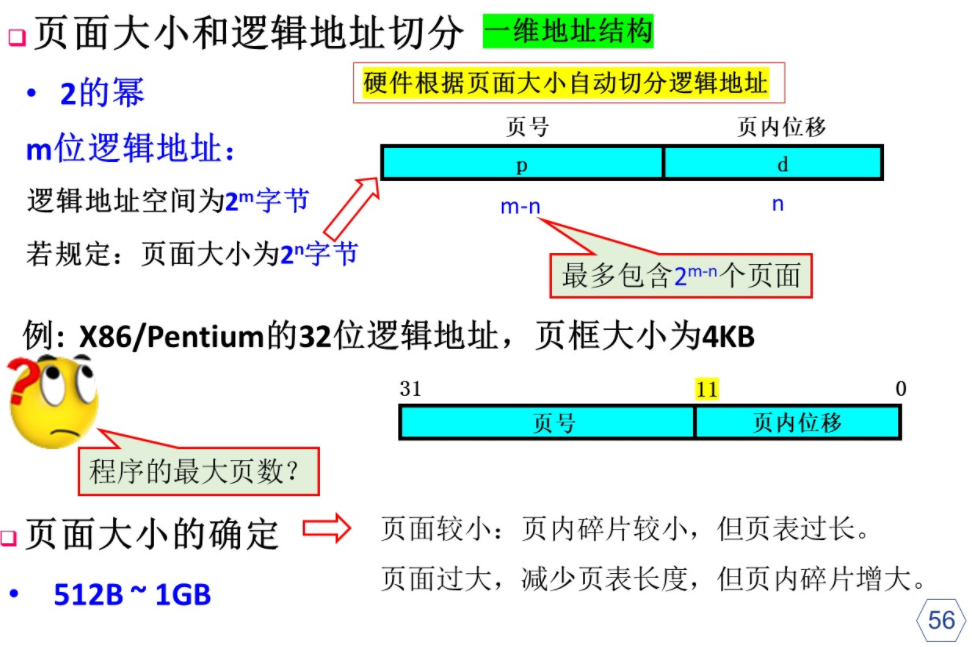 页面大小和逻辑地址切分 一维地址结构
• 2的幂
硬件根据页面大小自动切分逻辑地址
m位逻辑地址：
页号 页内位移
p d
逻辑地址空间为2ᵐ字节
m-n n
若规定：页面大小为2ⁿ字节
最多包含2ᵐ⁻ⁿ个页面
例：X86/Pentium的32位逻辑地址，页框大小为4KB
?
31 11 0
页号 页内位移
程序的最大页数？
页面大小的确定
页面较小：页内碎片较小，但页表过长。
• 512B ~ 1GB
页面过大，减少页表长度，但页内碎片增大。
56